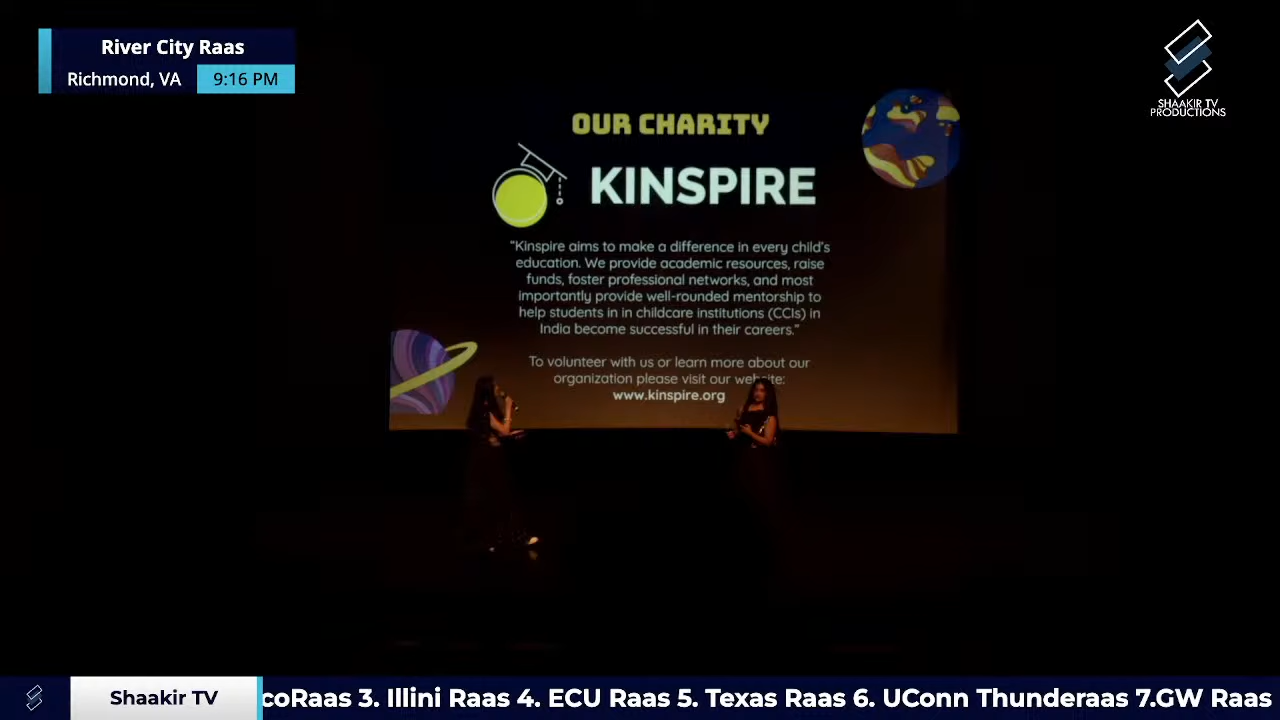 River City Raas
Richmond, VA
9:16 PM
SHAAKIR TV
PRODUCTIONS
OUR CHARITY
KINSPIRE
"Kinspire aims to make a difference in every child's
education. We provide academic resources, raise
funds, foster professional networks, and most
importantly provide well-rounded mentorship to
help students in in childcare institutions (CCIs) in
India become successful in their careers."
To volunteer with us or learn more about our
organization please visit our website:
www.kinspire.org
Shaakir TV
coRaas 3. Illini Raas 4. ECU Raas 5. Texas Raas 6. UConn Thunderaas 7.GW Raas